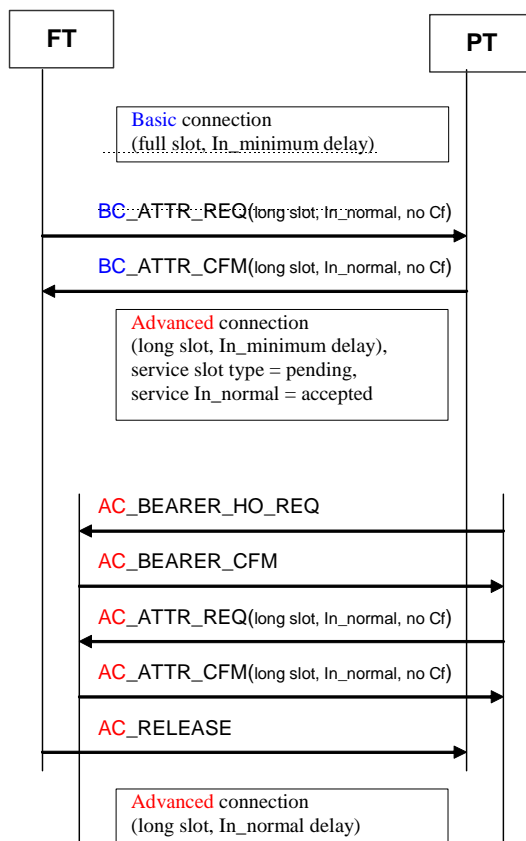 FT
PT
Basic connection
(full slot, In_minimum delay)
BC_ATTR_REQ(long slot, In_normal, no Cf)
BC_ATTR_CFM(long slot, In_normal, no Cf)
Advanced connection
(long slot, In_minimum delay),
service slot type = pending,
service In_normal = accepted
AC_BEARER_HO_REQ
AC_BEARER_CFM
AC_ATTR_REQ(long slot, In_normal, no Cf)
AC_ATTR_CFM(long slot, In_normal, no Cf)
AC_RELEASE
Advanced connection
(long slot, In_normal delay)